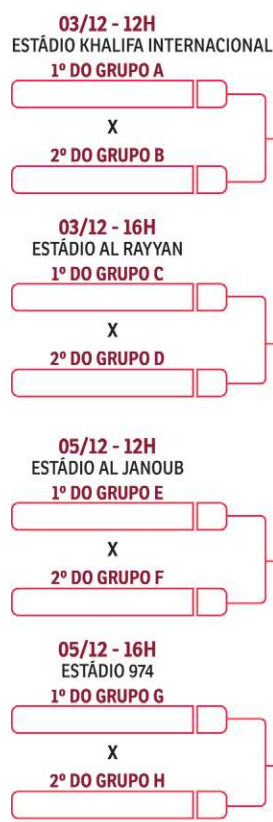 03/12 - 12H
ESTÁDIO KHALIFA INTERNACIONAL
1º DO GRUPO A
X
2º DO GRUPO B
03/12 - 16H
ESTÁDIO AL RAYYAN
1º DO GRUPO C
X
2º DO GRUPO D
05/12 - 12H
ESTÁDIO AL JANOUB
1º DO GRUPO E
X
2º DO GRUPO F
05/12 - 16H
ESTÁDIO 974
1º DO GRUPO G
X
2º DO GRUPO H